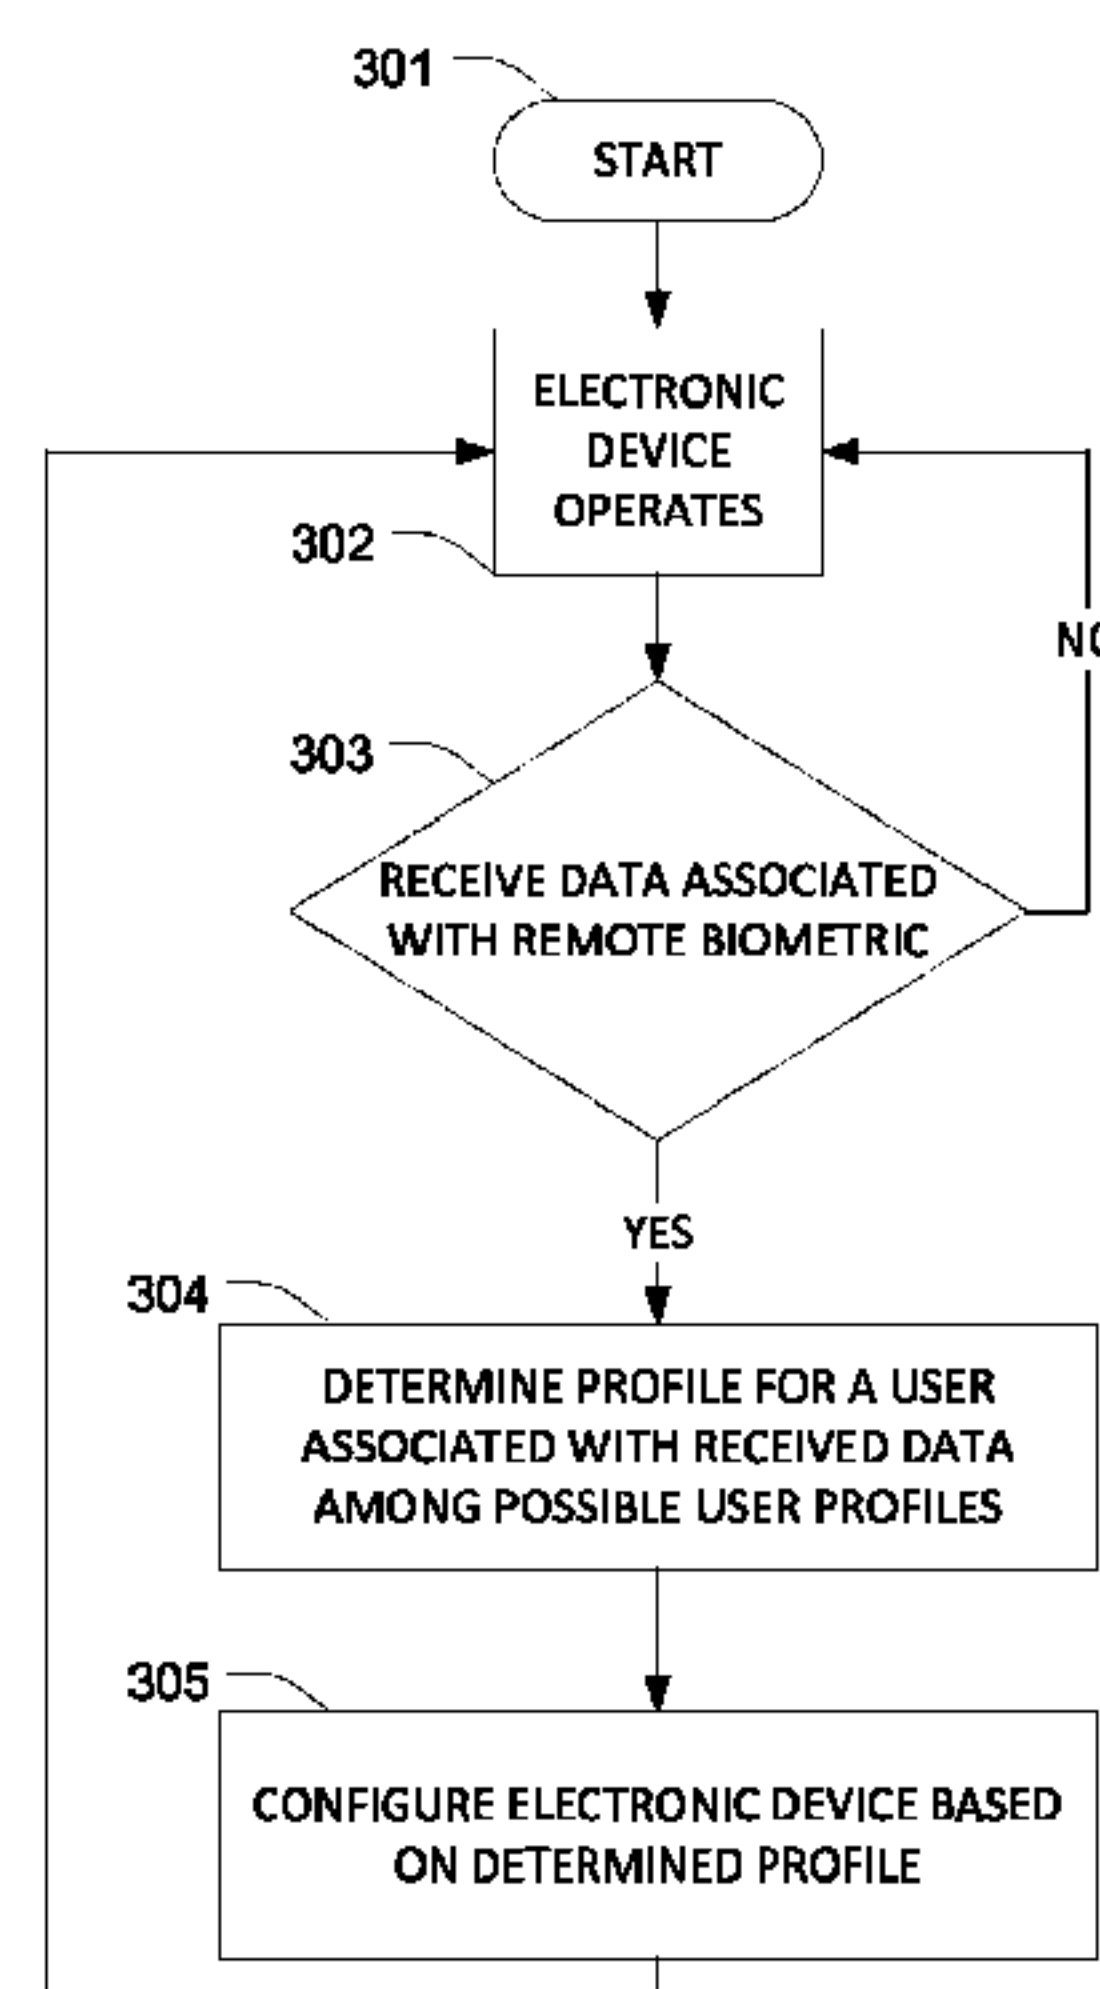 301
START
ELECTRONIC
DEVICE
OPERATES
302
303
RECEIVE DATA ASSOCIATED
WITH REMOTE BIOMETRIC
YES
304
DETERMINE PROFILE FOR A USER
ASSOCIATED WITH RECEIVED DATA
AMONG POSSIBLE USER PROFILES
305
CONFIGURE ELECTRONIC DEVICE BASED
ON DETERMINED PROFILE